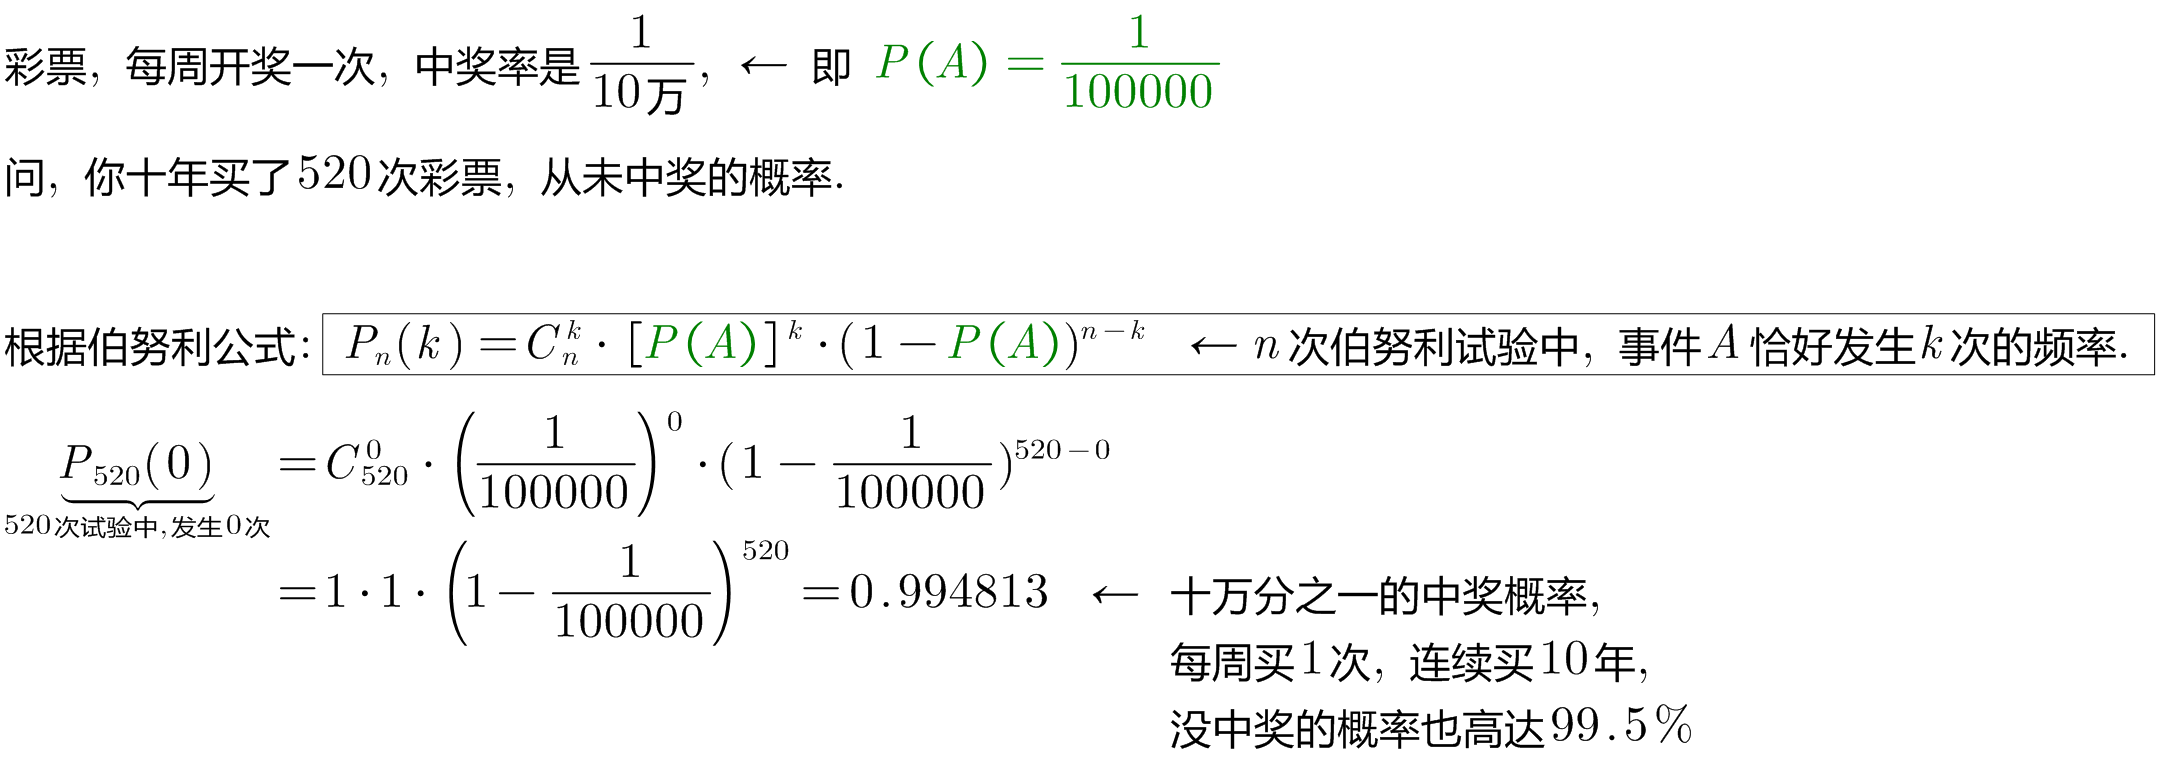 彩票, 每周开奖一次, 中奖率是 \frac{1}{10万}, ← 即 P(A) = \frac{1}{100000}
问, 你十年买了520次彩票, 从未中奖的概率.
根据伯努利公式: P_n(k) = C_n^k · [P(A)]^k · (1 − P(A))^{n−k} ← n次伯努利试验中, 事件A恰好发生k次的频率.
\underbrace{P_{520}(0)}_{520次试验中,发生0次} = C_{520}^0 · \left(\frac{1}{100000}\right)^0 · (1 − \frac{1}{100000})^{520−0}
= 1 · 1 · \left(1 − \frac{1}{100000}\right)^{520} = 0.994813 ← 十万分之一的中奖概率,
每周买1次, 连续买10年,
没中奖的概率也高达99.5%